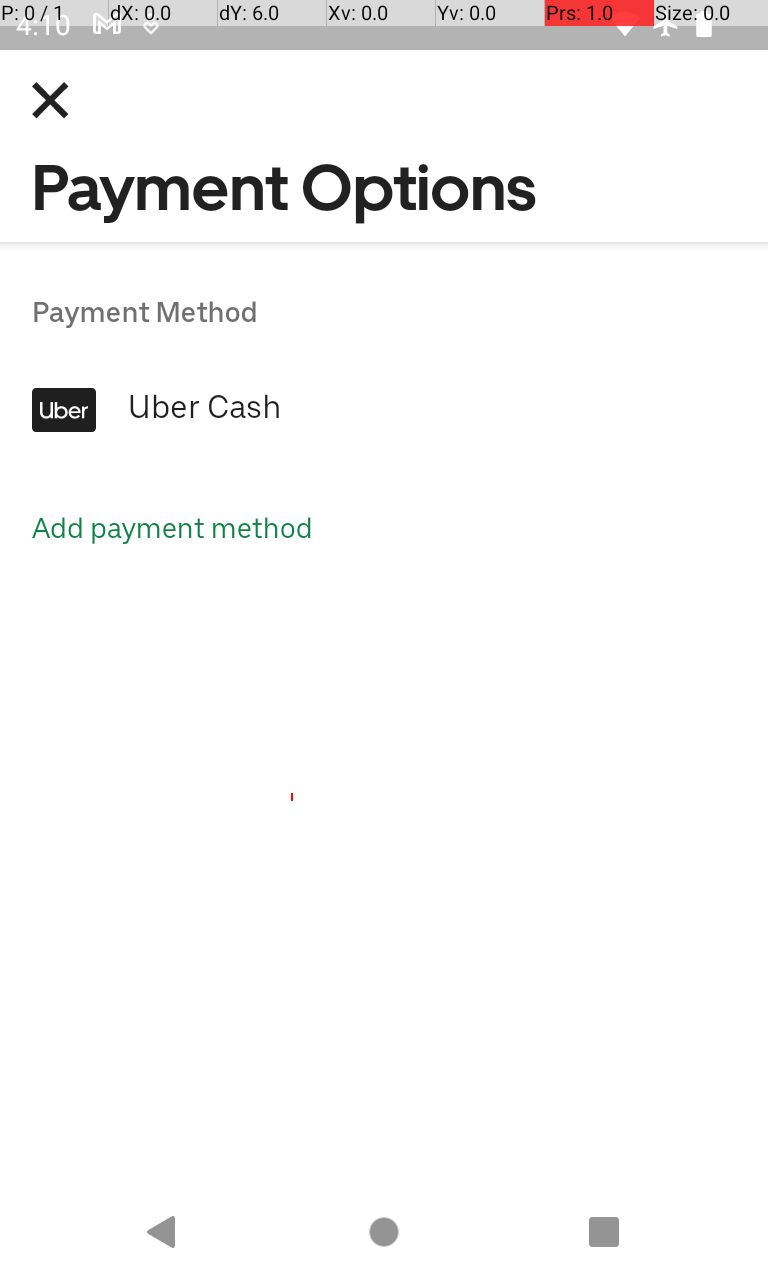 P: 0 / 1 dX: 0.0 dY: 6.0 Xv: 0.0 Yv: 0.0 Prs: 1.0 Size: 0.0
4:10
Payment Options
Payment Method
Uber Uber Cash
Add payment method